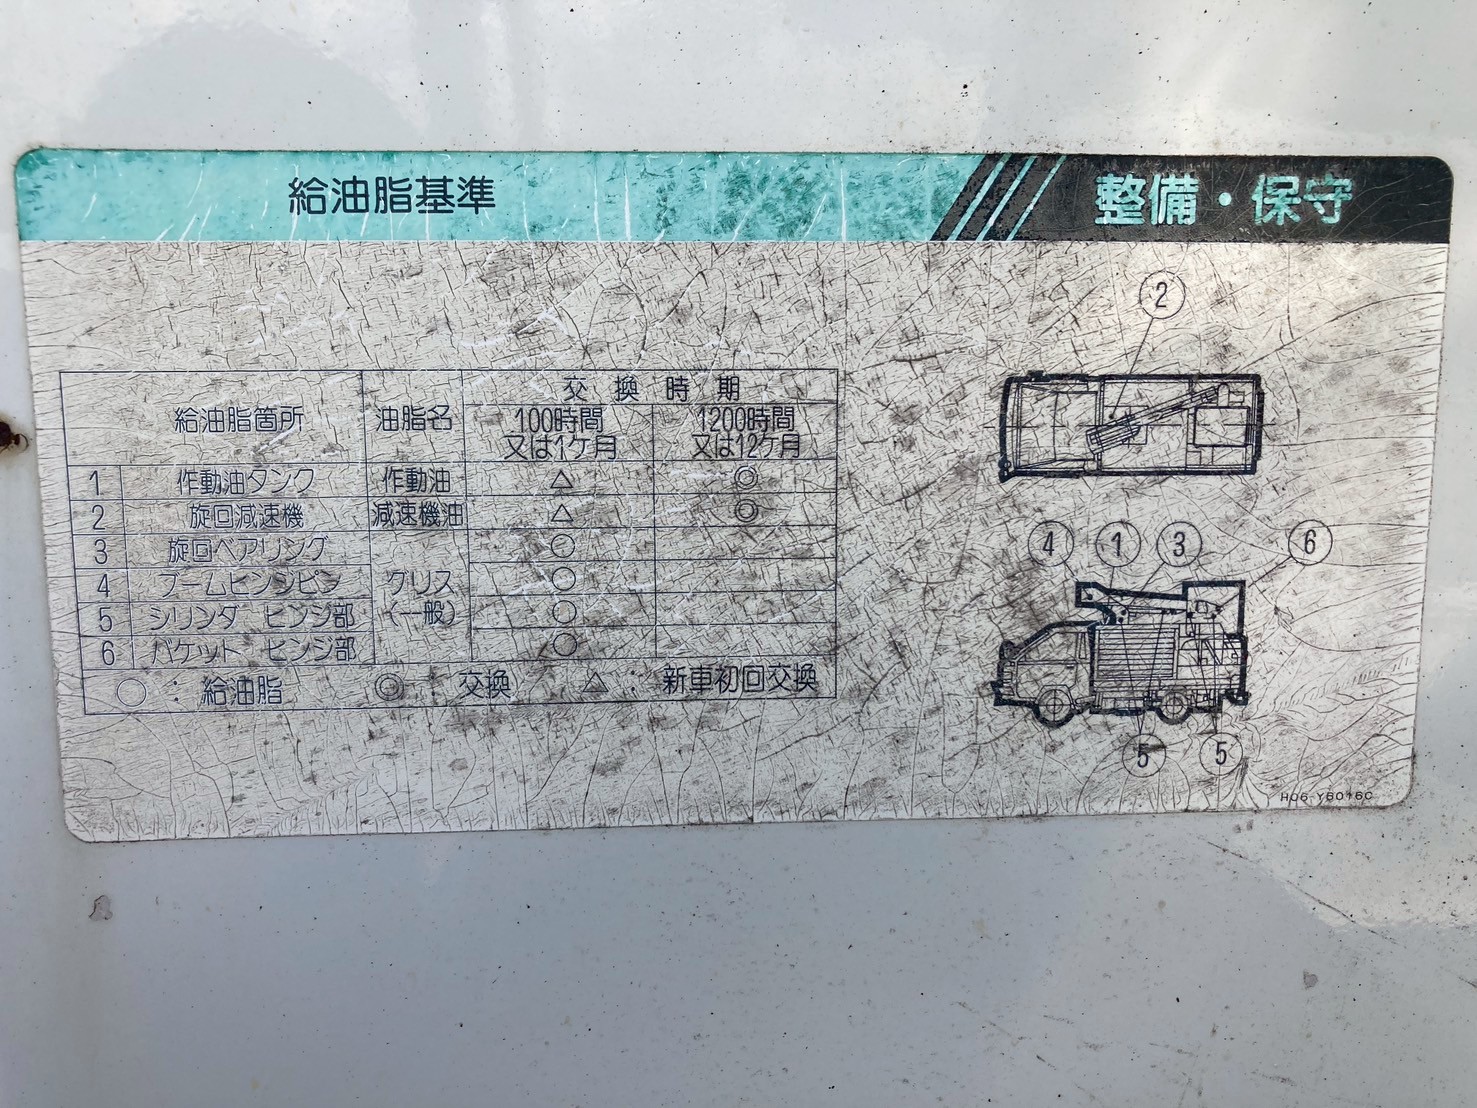 給油脂基準
整備・保守
給油脂箇所 油脂名 交換時期
100時間
又は1ケ月
1200時間
又は12ケ月
1 作動油タンク 作動油 △ ◎
2 旋回減速機 減速機油 △ ◎
3 旋回ベアリング ○
4 ブームヒンジピン グリス ○
5 シリンダ ヒンジ部 (一般) ○
6 バケット ヒンジ部 ○
○:給油脂 ◎:交換 △:新車初回交換
②
④ ① ③ ⑥
⑤ ⑤
H06-Y8016C